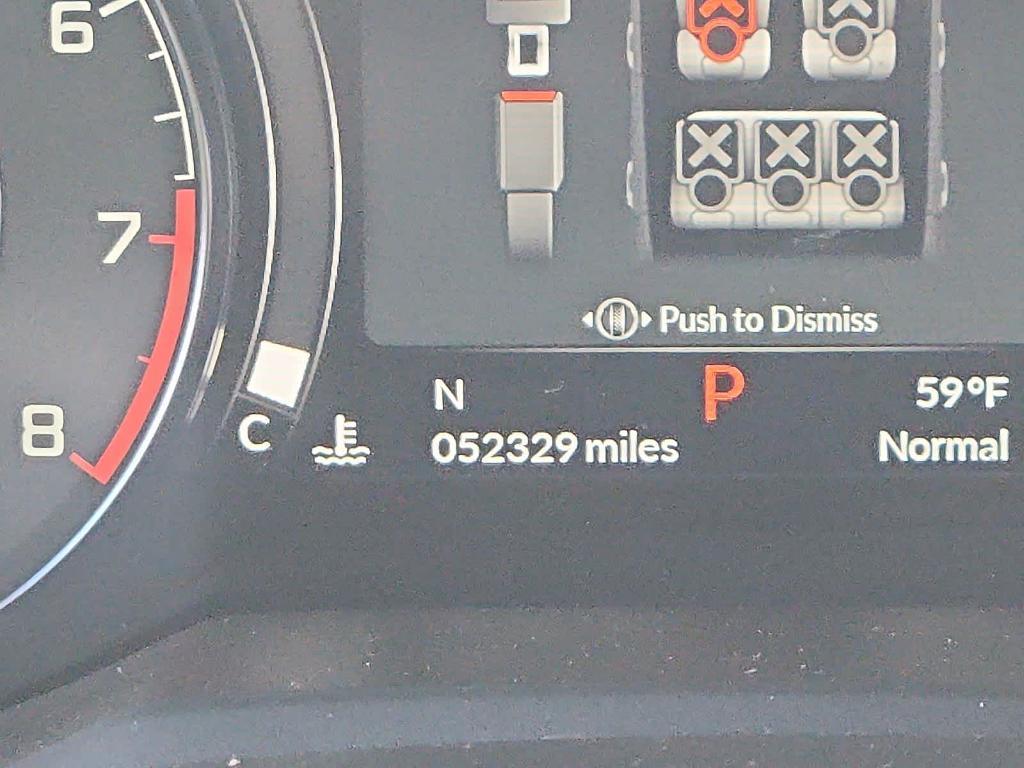 6
7
Push to Dismiss
N P 59°F
8 C 052329 miles Normal